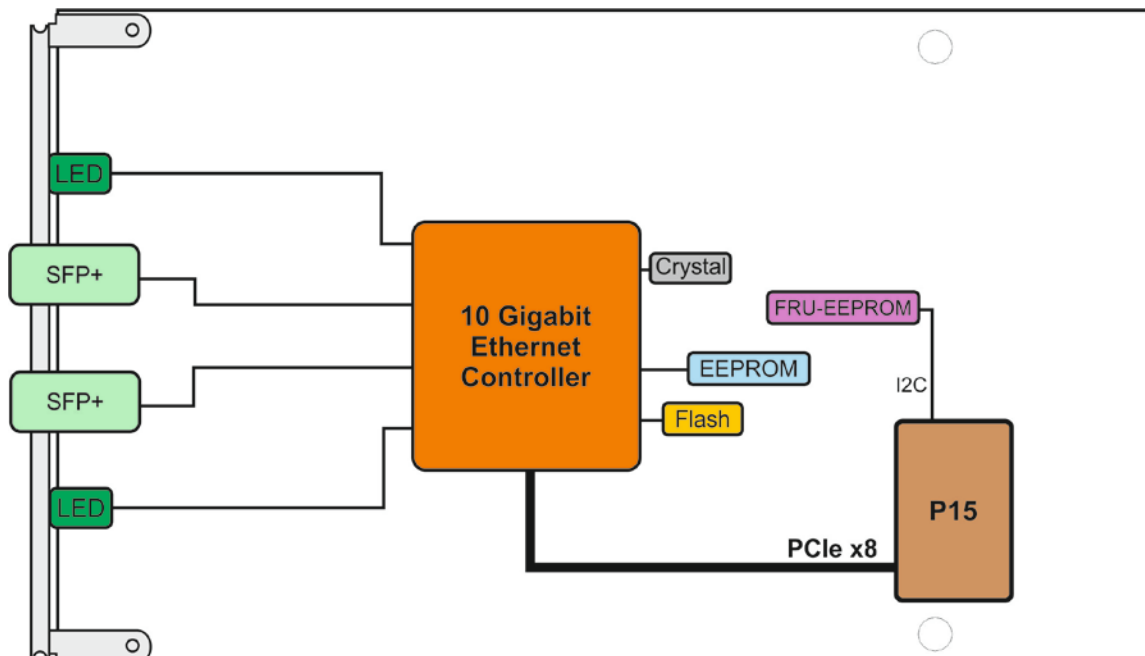 LED
SFP+
10 Gigabit
Ethernet
Controller
Crystal
FRU-EEPROM
EEPROM
I2C
SFP+
Flash
LED
P15
PCIe x8